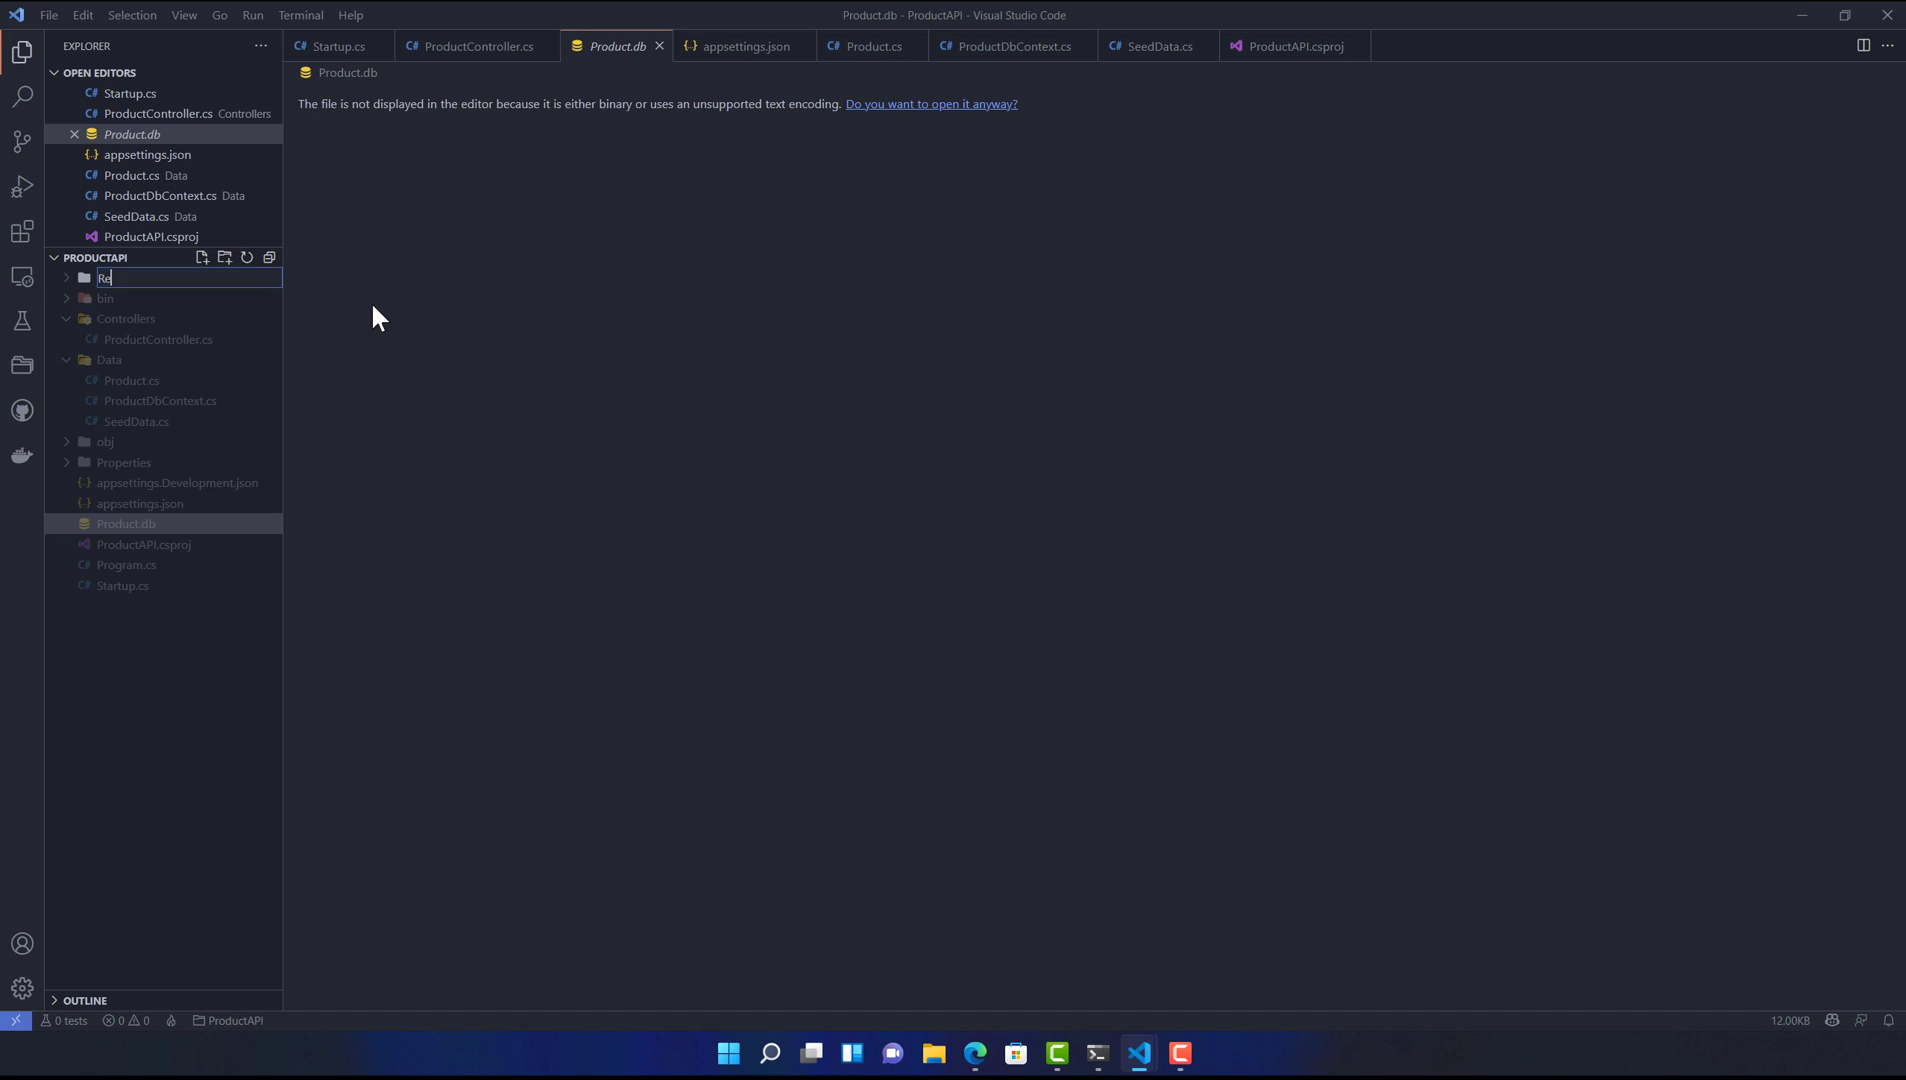 File Edit Selection View Go Run Terminal Help
Product.db - ProductAPI - Visual Studio Code
EXPLORER
Startup.cs ProductController.cs Product.db appsettings.json Product.cs ProductDbContext.cs SeedData.cs ProductAPI.csproj
OPEN EDITORS
Startup.cs
ProductController.cs Controllers
Product.db
appsettings.json
Product.cs Data
ProductDbContext.cs Data
SeedData.cs Data
ProductAPI.csproj
PRODUCTAPI
Re
bin
Controllers
ProductController.cs
Data
Product.cs
ProductDbContext.cs
SeedData.cs
obj
Properties
appsettings.Development.json
appsettings.json
Product.db
ProductAPI.csproj
Program.cs
Startup.cs
OUTLINE
Product.db
The file is not displayed in the editor because it is either binary or uses an unsupported text encoding. Do you want to open it anyway?
0 tests 0 0 ProductAPI
12.00KB